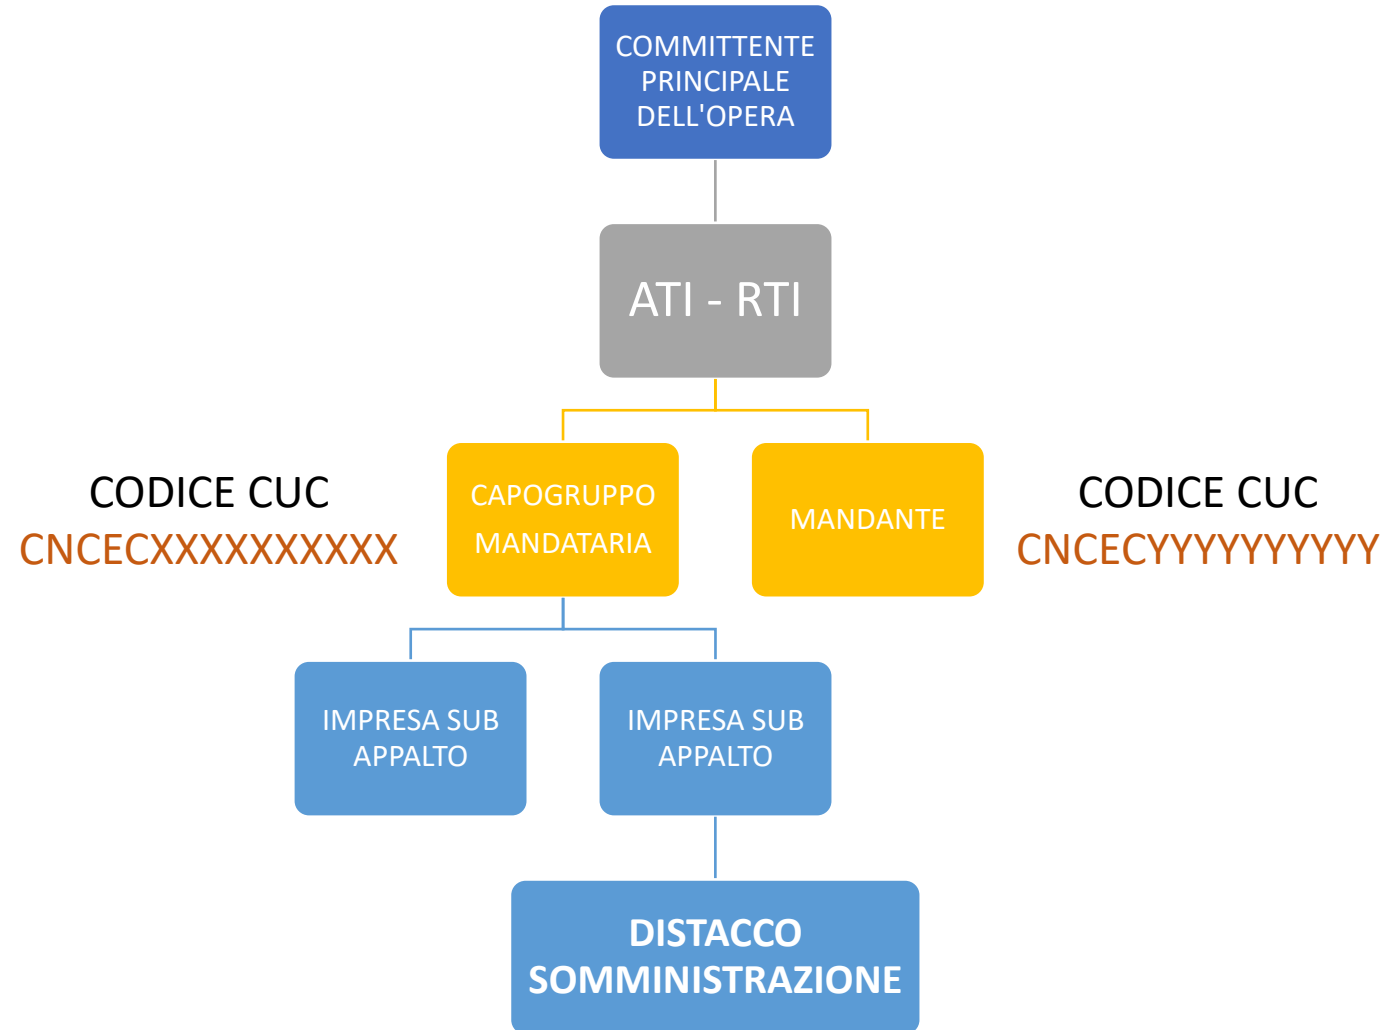 COMMITTENTE
PRINCIPALE
DELL'OPERA
ATI - RTI
CODICE CUC
CNCECXXXXXXXXXX
CAPOGRUPPO
MANDATARIA
MANDANTE
CODICE CUC
CNCECYYYYYYYYYY
IMPRESA SUB
APPALTO
IMPRESA SUB
APPALTO
DISTACCO
SOMMINISTRAZIONE